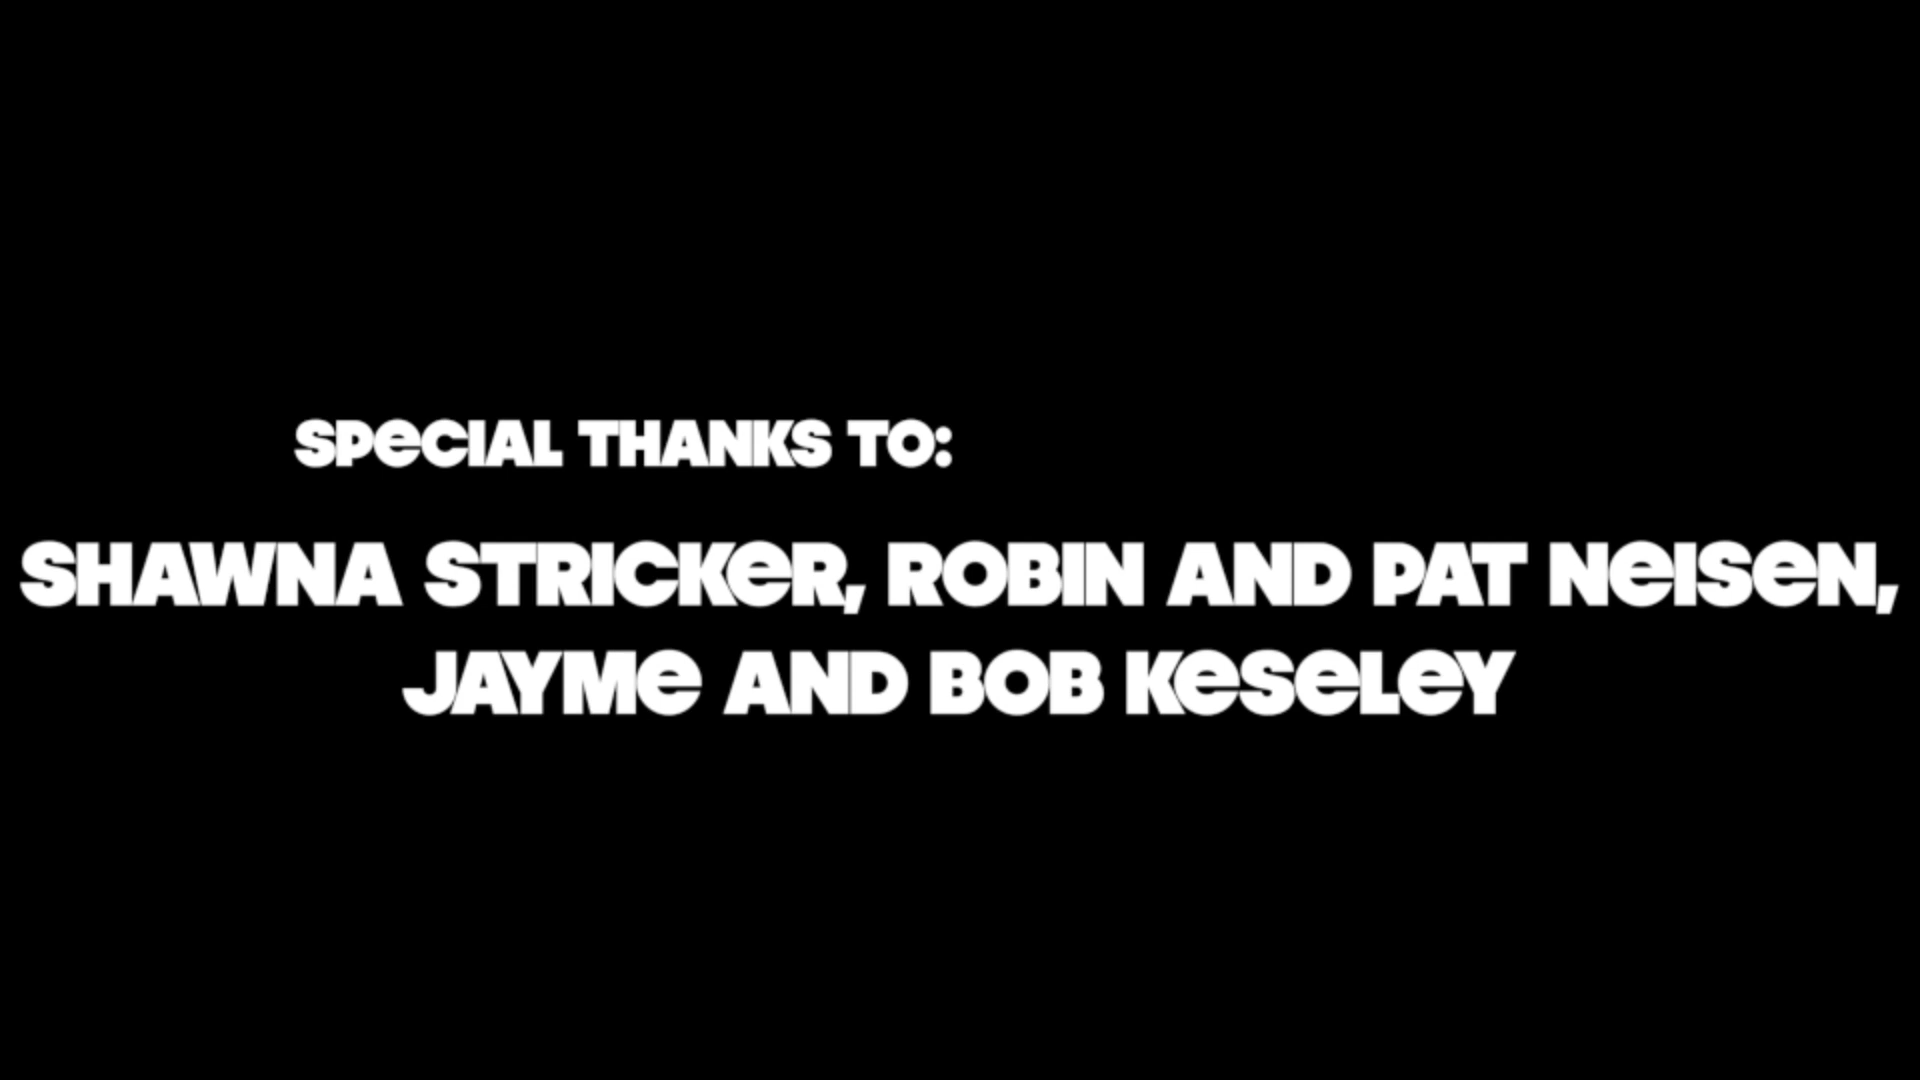 SPeCIAL THANKS TO:
SHAWNA STRICKeR, ROBIN AND PAT NeISeN,
JAYMe AND BOB KeSeLeY